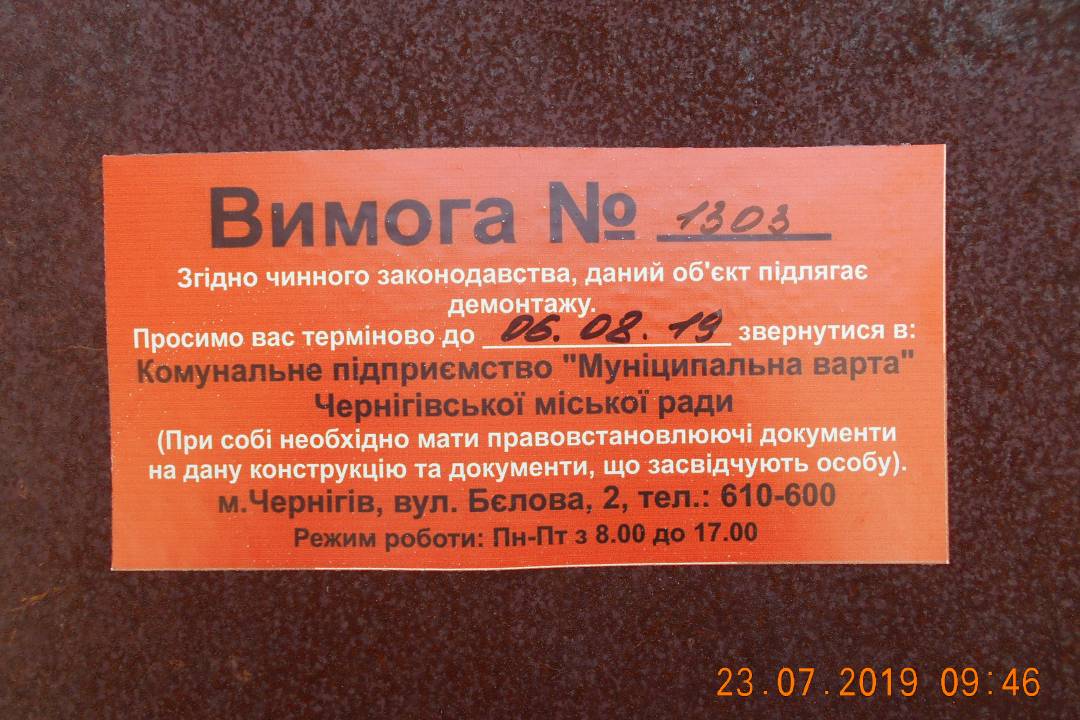 Вимога № 1303
Згідно чинного законодавства, даний об'єкт підлягає
демонтажу.
Просимо вас терміново до 06.08.19 звернутися в:
Комунальне підприємство "Муніципальна варта"
Чернігівської міської ради
(При собі необхідно мати правовстановлюючі документи
на дану конструкцію та документи, що засвідчують особу).
м.Чернігів, вул. Бєлова, 2, тел.: 610-600
Режим роботи: Пн-Пт з 8.00 до 17.00
23.07.2019 09:46